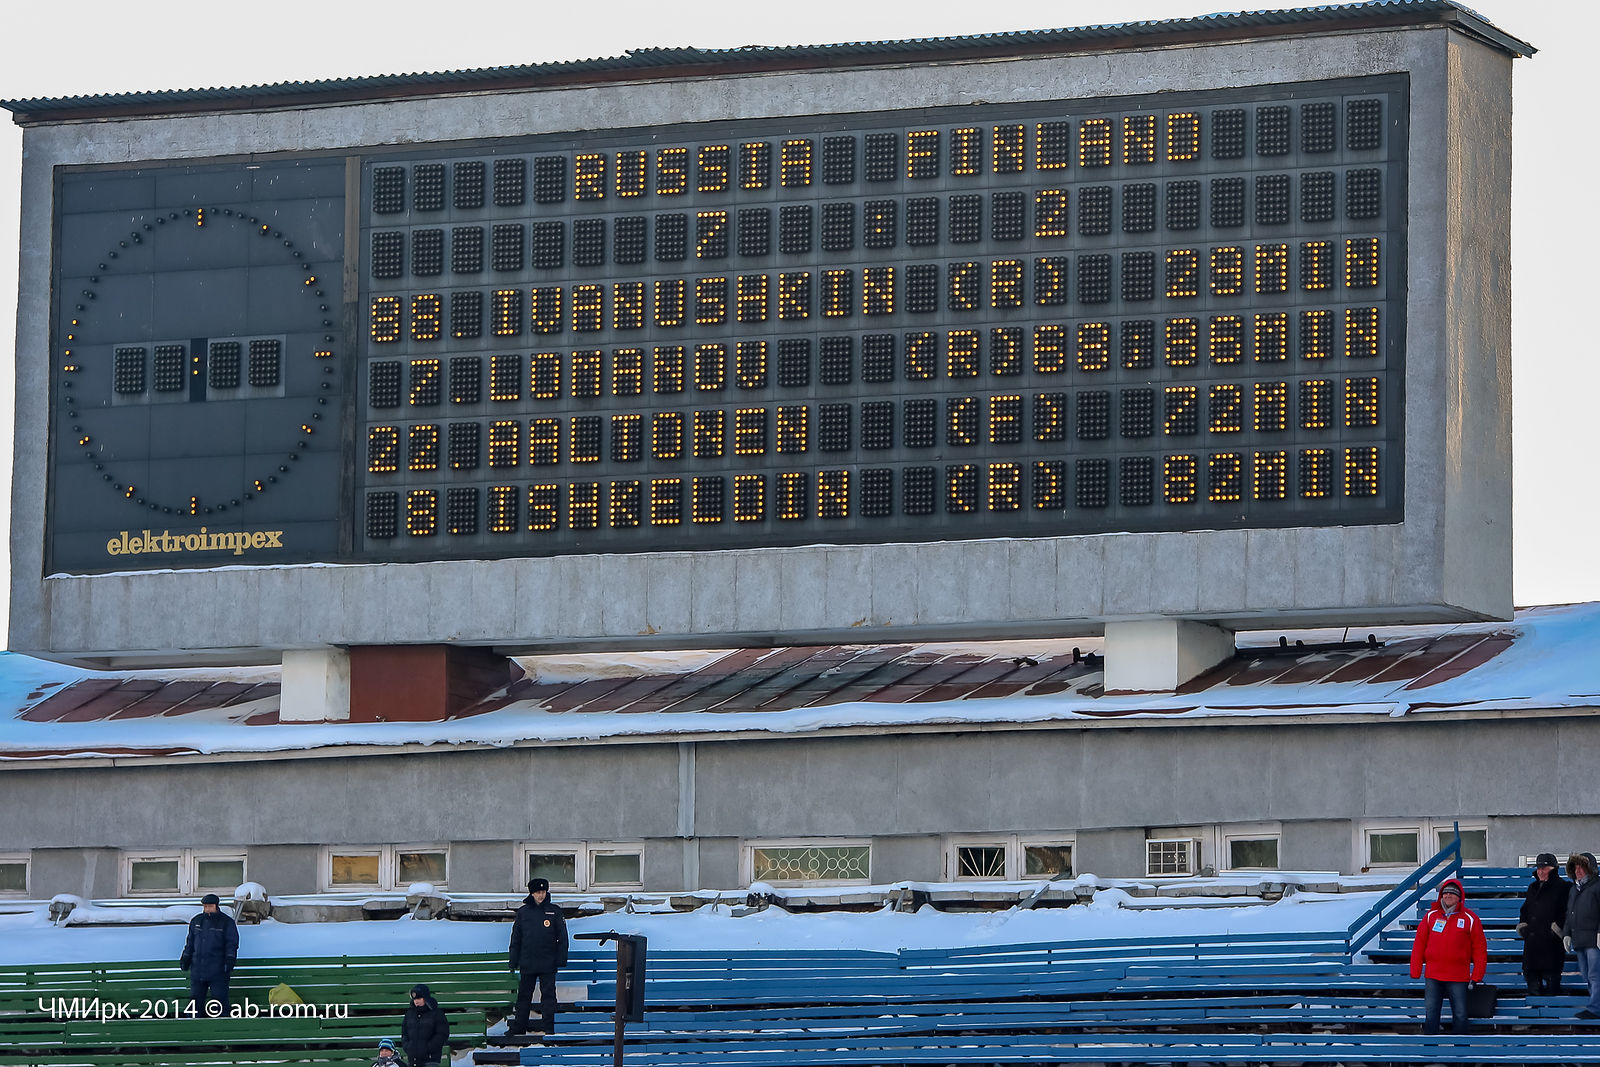 RUSSIA FINLAND
7 : 2
88.IVANUSHKIN (R) 29MIN
7.LOMANOV (R)68,86MIN
22.AALTONEN (F) 72MIN
8.ISHKELDIN (R) 82MIN
elektroimpex
ЧМИрк-2014 © ab-rom.ru